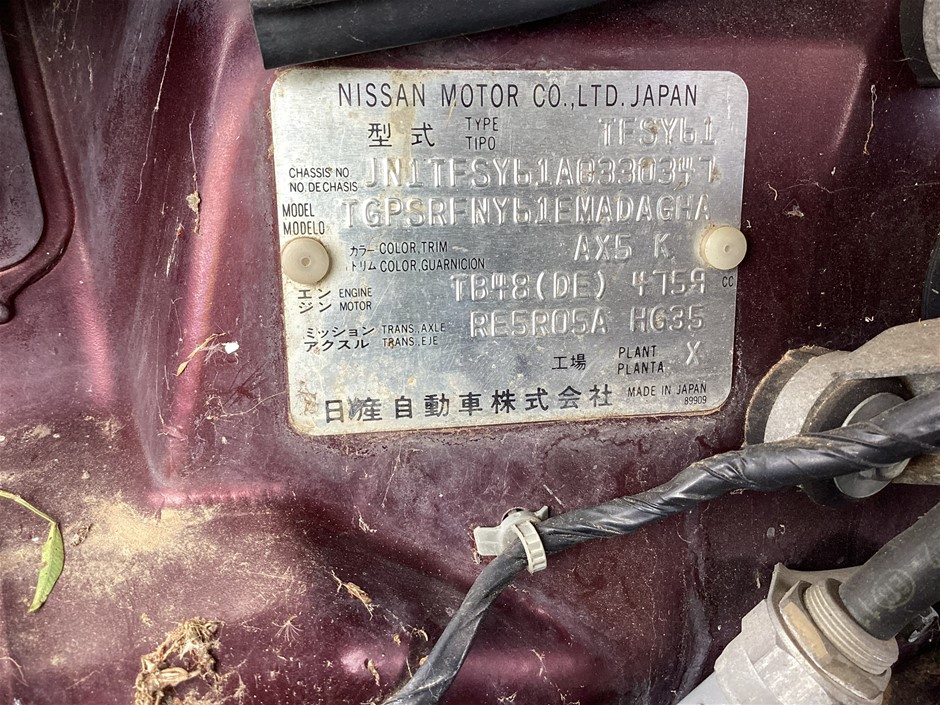 NISSAN MOTOR CO.,LTD. JAPAN
型式 TYPE TIPO TFSY61
CHASSIS NO. NO. DE CHASIS JN1TFSY61A0330347
MODEL MODELO TGPSRFNY61EMADAGHA
カラー COLOR,TRIM AX5 K
トリム COLOR,GUARNICION
エンジン ENGINE MOTOR TB48(DE) 4759 CC
ミッション TRANS.,AXLE RE5R05A HG35
アクスル TRANS.,EJE
工場 PLANT PLANTA X
日産自動車株式会社 MADE IN JAPAN
89909